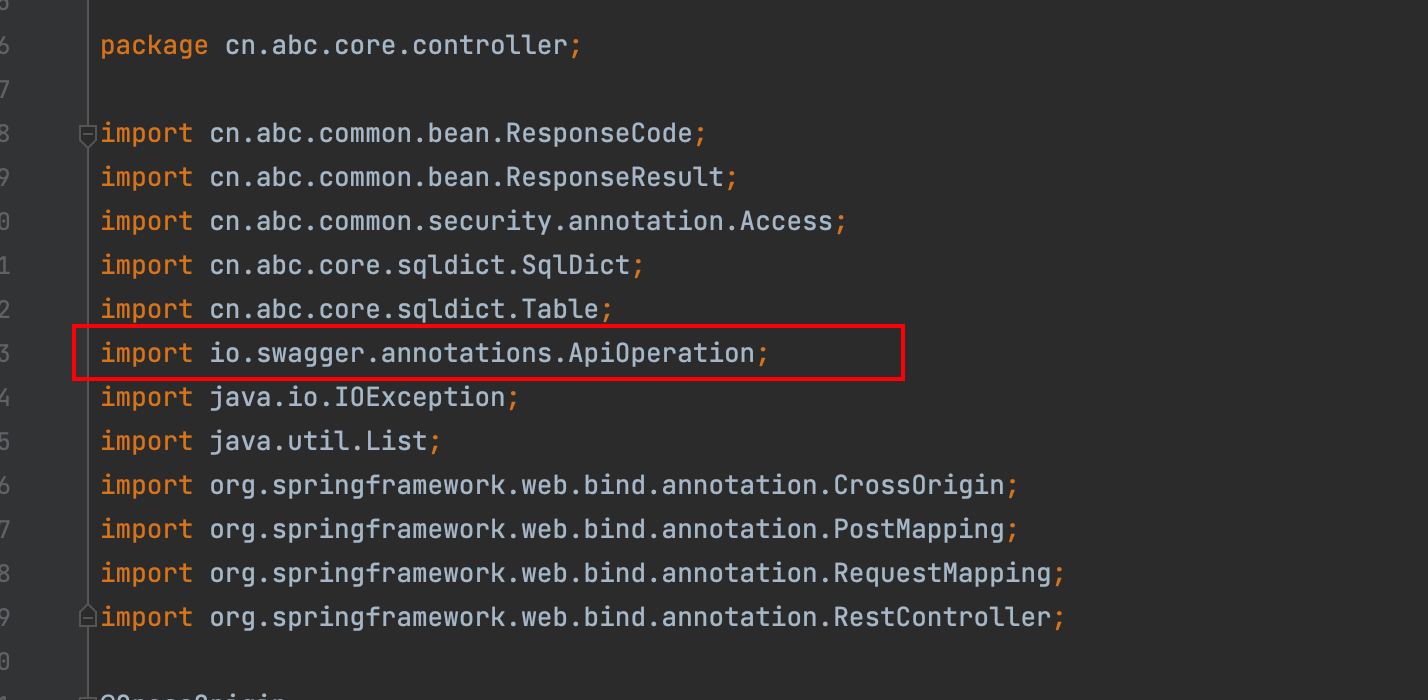 6 package cn.abc.core.controller;
7
8 import cn.abc.common.bean.ResponseCode;
9 import cn.abc.common.bean.ResponseResult;
0 import cn.abc.common.security.annotation.Access;
1 import cn.abc.core.sqldict.SqlDict;
2 import cn.abc.core.sqldict.Table;
3 import io.swagger.annotations.ApiOperation;
4 import java.io.IOException;
5 import java.util.List;
6 import org.springframework.web.bind.annotation.CrossOrigin;
7 import org.springframework.web.bind.annotation.PostMapping;
8 import org.springframework.web.bind.annotation.RequestMapping;
9 import org.springframework.web.bind.annotation.RestController;
0